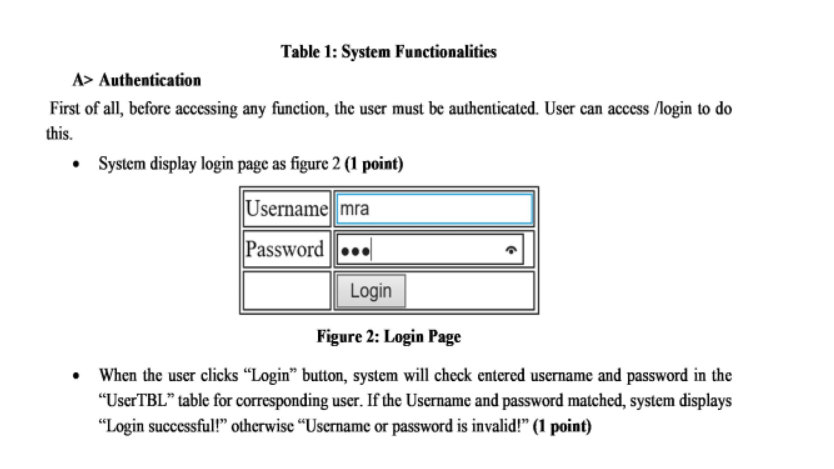 Table 1: System Functionalities
A> Authentication
First of all, before accessing any function, the user must be authenticated. User can access /login to do
this.
• System display login page as figure 2 (1 point)
Username mra
Password •••
Login
Figure 2: Login Page
• When the user clicks “Login” button, system will check entered username and password in the
“UserTBL” table for corresponding user. If the Username and password matched, system displays
“Login successful!” otherwise “Username or password is invalid!” (1 point)